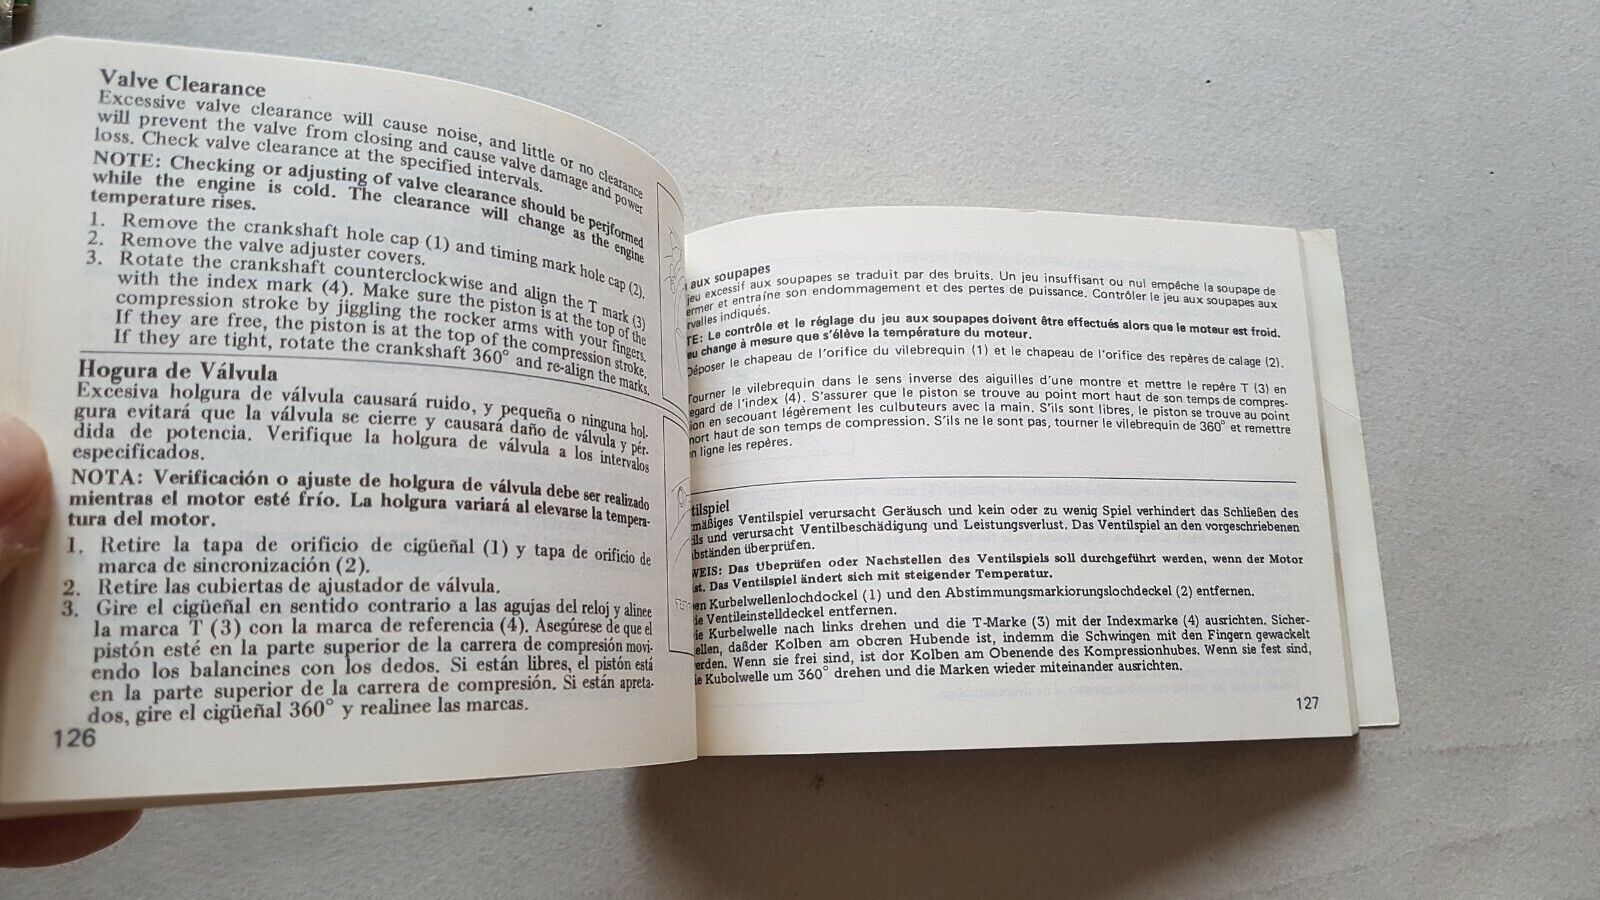 Valve Clearance
Excessive valve clearance will cause noise, and little or no clearance
will prevent the valve from closing and cause valve damage and power
loss. Check valve clearance at the specified intervals.
NOTE: Checking or adjusting of valve clearance should be perjformed
while the engine is cold. The clearance will change as the engine
temperature rises.
1. Remove the crankshaft hole cap (1) and timing mark hole cap (2).
2. Remove the valve adjuster covers.
3. Rotate the crankshaft counterclockwise and align the T mark (3)
with the index mark (4). Make sure the piston is at the top of the
compression stroke by jiggling the rocker arms with your fingers.
If they are free, the piston is at the top of the compression stroke.
If they are tight, rotate the crankshaft 360° and re-align the marks.
Hogura de Válvula
Excesiva holgura de válvula causará ruido, y pequeña o ninguna hol-
gura evitará que la válvula se cierre y causará daño de válvula y pér-
dida de potencia. Verifique la holgura de válvula a los intervalos
especificados.
NOTA: Verificación o ajuste de holgura de válvula debe ser realizado
mientras el motor esté frío. La holgura variará al elevarse la tempera-
tura del motor.
1. Retire la tapa de orificio de cigüeñal (1) y tapa de orificio de
marca de sincronización (2).
2. Retire las cubiertas de ajustador de válvula.
3. Gire el cigüeñal en sentido contrario a las agujas del reloj y alinee
la marca T (3) con la marca de referencia (4). Asegúrese de que el
pistón esté en la parte superior de la carrera de compresión movi-
endo los balancines con los dedos. Si están libres, el pistón está
en la parte superior de la carrera de compresión. Si están apreta-
dos, gire el cigüeñal 360° y realinee las marcas.
126
aux soupapes
jeu excessif aux soupapes se traduit par des bruits. Un jeu insuffisant ou nul empêche la soupape de
ermer et entraîne son endommagement et des pertes de puissance. Contrôler le jeu aux soupapes aux
rvalles indiqués.
TE: Le contrôle et le réglage du jeu aux soupapes doivent être effectués alors que le moteur est froid.
eu change à mesure que s'élève la température du moteur.
Déposer le chapeau de l'orifice du vilebrequin (1) et le chapeau de l'orifice des repères de calage (2).
Tourner le vilebrequin dans le sens inverse des aiguilles d'une montre et mettre le repère T (3) en
egard de l'index (4). S'assurer que le piston se trouve au point mort haut de son temps de compres-
ion en secouant légèrement les culbuteurs avec la main. S'ils sont libres, le piston se trouve au point
mort haut de son temps de compression. S'ils ne le sont pas, tourner le vilebrequin de 360° et remettre
n ligne les repères.
tilspiel
mäßiges Ventilspiel verursacht Geräusch und kein oder zu wenig Spiel verhindert das Schließen des
ils und verursacht Ventilbeschädigung und Leistungsverlust. Das Ventilspiel an den vorgeschriebenen
bständen überprüfen.
WEIS: Das Ubeprüfen oder Nachstellen des Ventilspiels soll durchgeführt werden, wenn der Motor
st. Das Ventilspiel ändert sich mit steigender Temperatur.
en Kurbelwellenlochdockel (1) und den Abstimmungsmarkiorungslochdeckel (2) entfernen.
ie Ventileinstelldeckel entfernen.
ie Kurbelwelle nach links drehen und die T-Marke (3) mit der Indexmarke (4) ausrichten. Sicher-
ellen, daßder Kolben am obcren Hubende ist, indemm die Schwingen mit den Fingern gewackelt
erden. Wenn sie frei sind, ist dor Kolben am Obenende des Kompressionhubes. Wenn sie fest sind,
ie Kubolwelle um 360° drehen und die Marken wieder miteinander ausrichten.
127